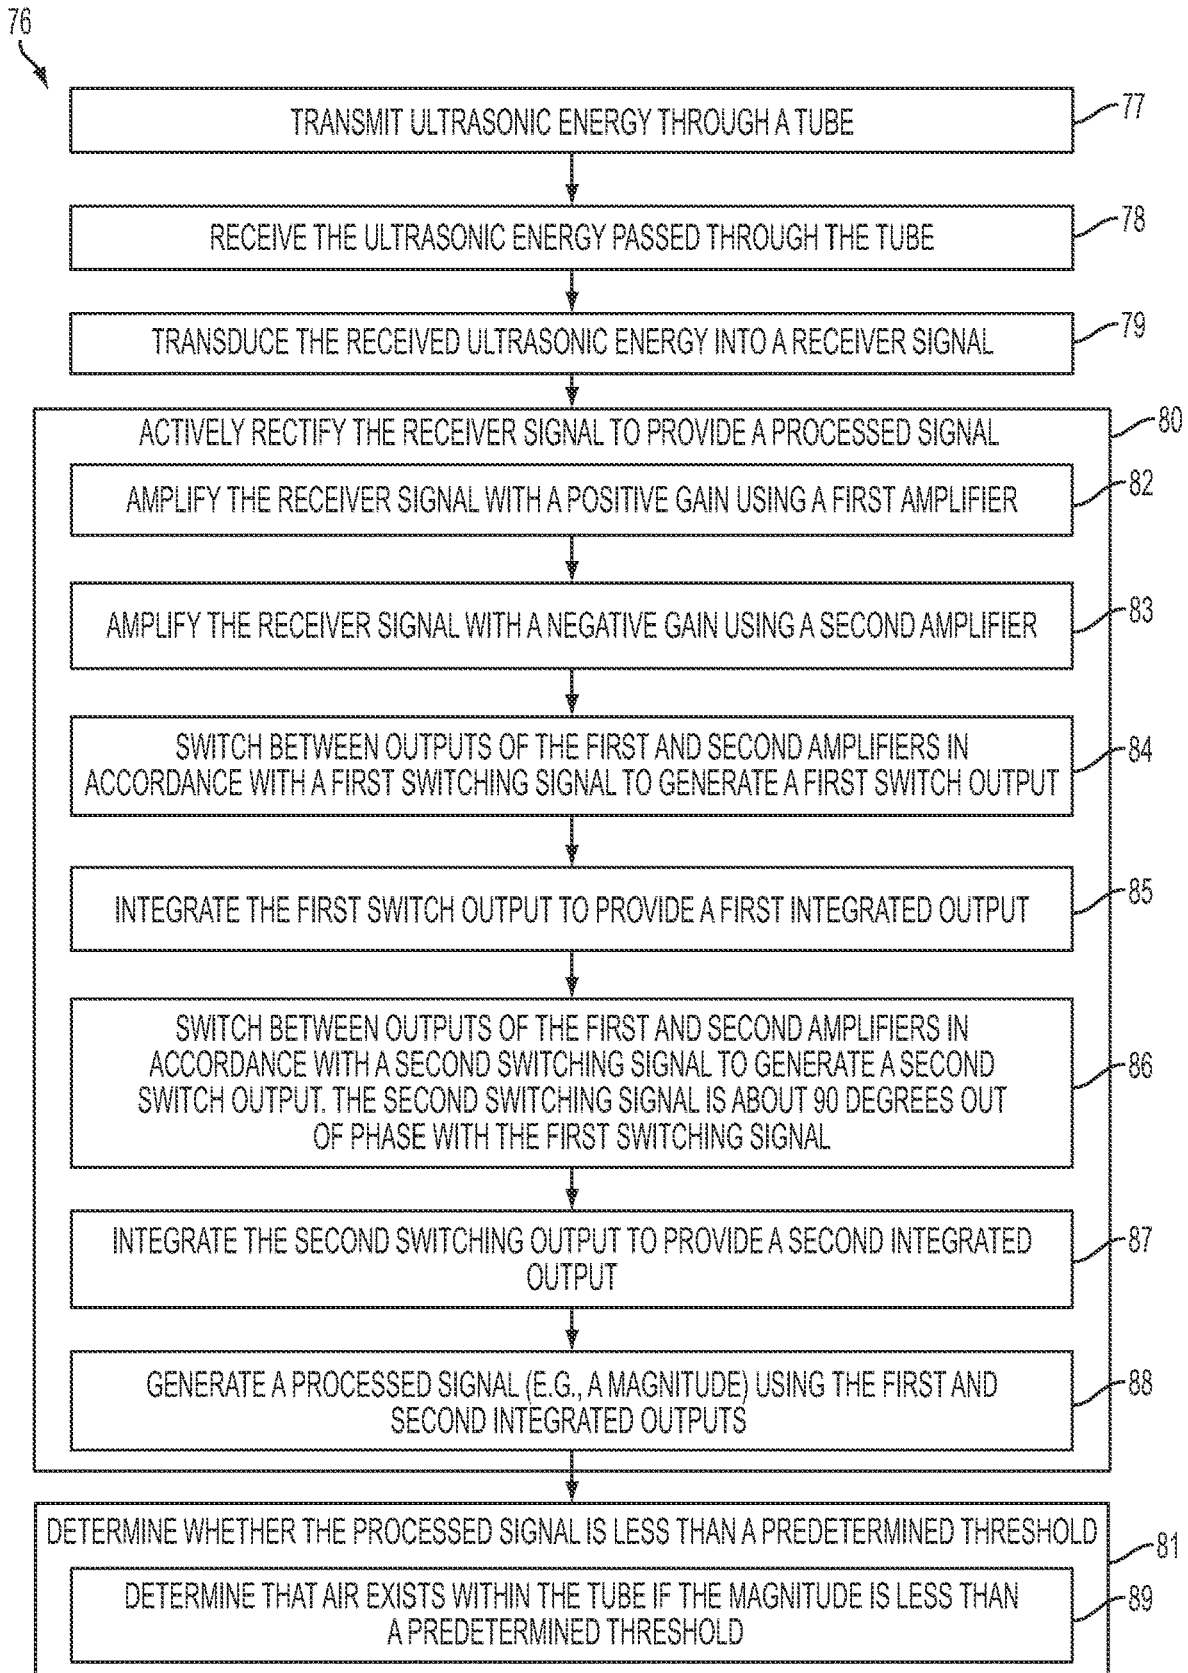 76
TRANSMIT ULTRASONIC ENERGY THROUGH A TUBE
77
RECEIVE THE ULTRASONIC ENERGY PASSED THROUGH THE TUBE
78
TRANSDUCE THE RECEIVED ULTRASONIC ENERGY INTO A RECEIVER SIGNAL
79
ACTIVELY RECTIFY THE RECEIVER SIGNAL TO PROVIDE A PROCESSED SIGNAL
80
AMPLIFY THE RECEIVER SIGNAL WITH A POSITIVE GAIN USING A FIRST AMPLIFIER
82
AMPLIFY THE RECEIVER SIGNAL WITH A NEGATIVE GAIN USING A SECOND AMPLIFIER
83
SWITCH BETWEEN OUTPUTS OF THE FIRST AND SECOND AMPLIFIERS IN
ACCORDANCE WITH A FIRST SWITCHING SIGNAL TO GENERATE A FIRST SWITCH OUTPUT
84
INTEGRATE THE FIRST SWITCH OUTPUT TO PROVIDE A FIRST INTEGRATED OUTPUT
85
SWITCH BETWEEN OUTPUTS OF THE FIRST AND SECOND AMPLIFIERS IN
ACCORDANCE WITH A SECOND SWITCHING SIGNAL TO GENERATE A SECOND
SWITCH OUTPUT. THE SECOND SWITCHING SIGNAL IS ABOUT 90 DEGREES OUT
OF PHASE WITH THE FIRST SWITCHING SIGNAL
86
INTEGRATE THE SECOND SWITCHING OUTPUT TO PROVIDE A SECOND INTEGRATED
OUTPUT
87
GENERATE A PROCESSED SIGNAL (E.G., A MAGNITUDE) USING THE FIRST AND
SECOND INTEGRATED OUTPUTS
88
DETERMINE WHETHER THE PROCESSED SIGNAL IS LESS THAN A PREDETERMINED THRESHOLD
81
DETERMINE THAT AIR EXISTS WITHIN THE TUBE IF THE MAGNITUDE IS LESS THAN
A PREDETERMINED THRESHOLD
89